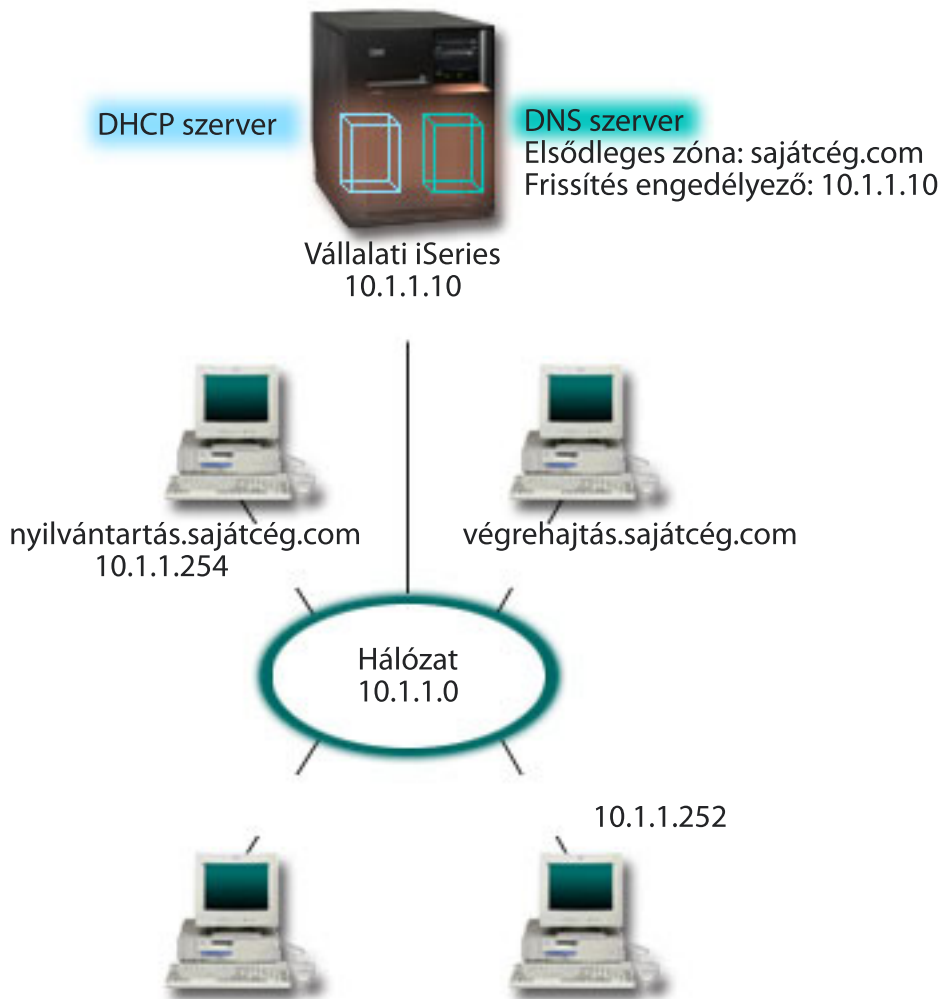 DHCP szerver
DNS szerver
Elsődleges zóna: sajátcég.com
Frissítés engedélyező: 10.1.1.10
Vállalati iSeries
10.1.1.10
nyilvántartás.sajátcég.com
10.1.1.254
végrehajtás.sajátcég.com
Hálózat
10.1.1.0
10.1.1.252